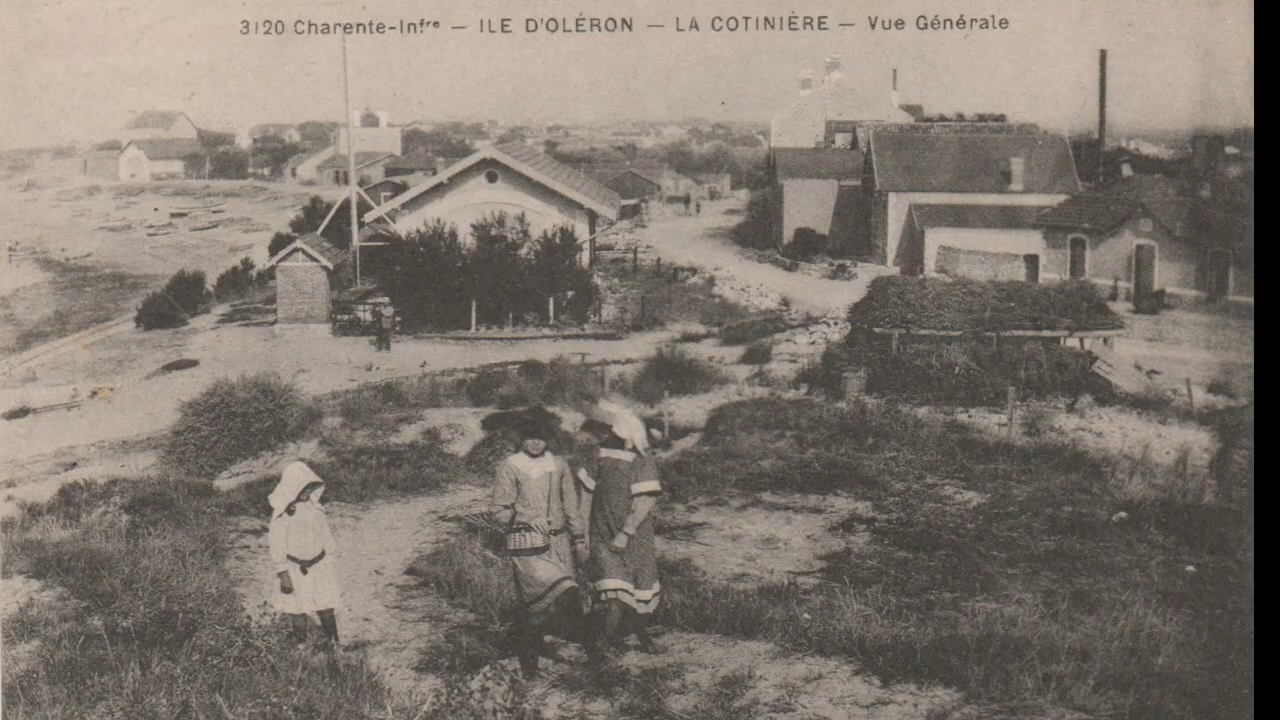 3120 Charente-Infre — ILE D'OLÉRON — LA COTINIÈRE — Vue Générale